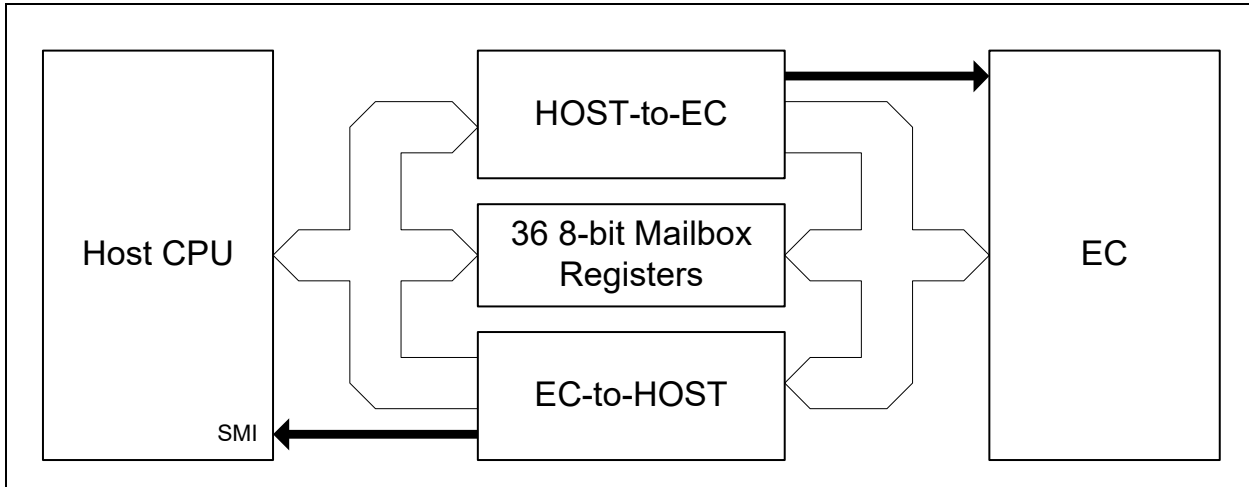 HOST-to-EC
Host CPU
36 8-bit Mailbox
Registers
EC
EC-to-HOST
SMI